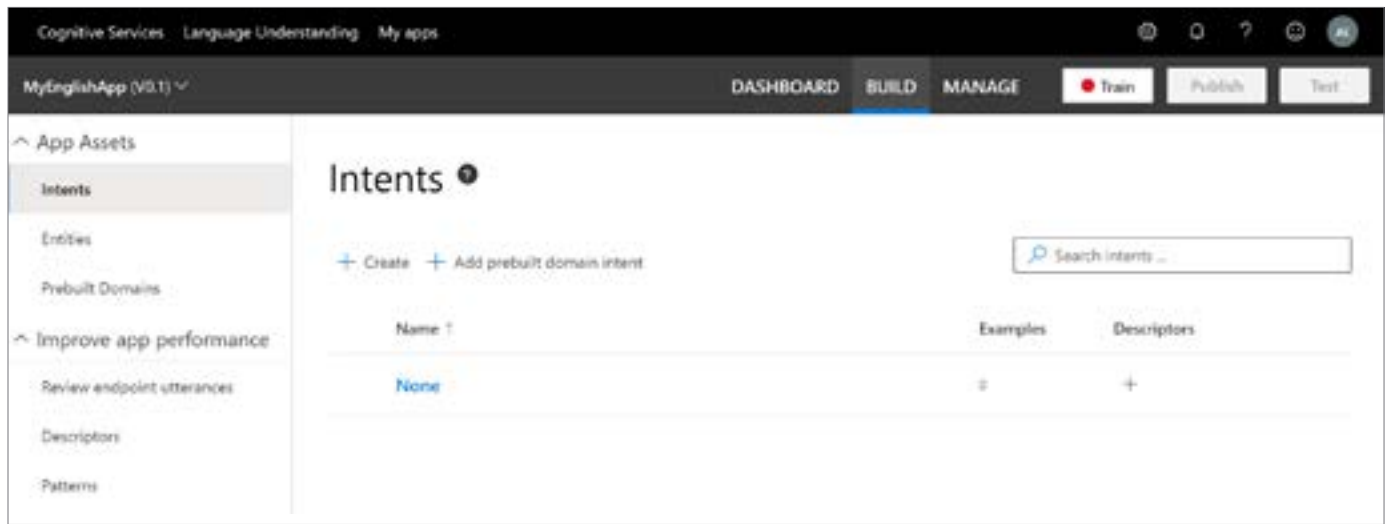 Cognitive Services Language Understanding My apps
?
MyEnglishApp (V0.1) DASHBOARD BUILD MANAGE Train Publish Test
App Assets
Intents
Entities
Prebuilt Domains
Improve app performance
Review endpoint utterances
Descriptors
Patterns
Intents ?
+ Create + Add prebuilt domain intent
Search intents ...
Name ↑ Examples Descriptors
None +